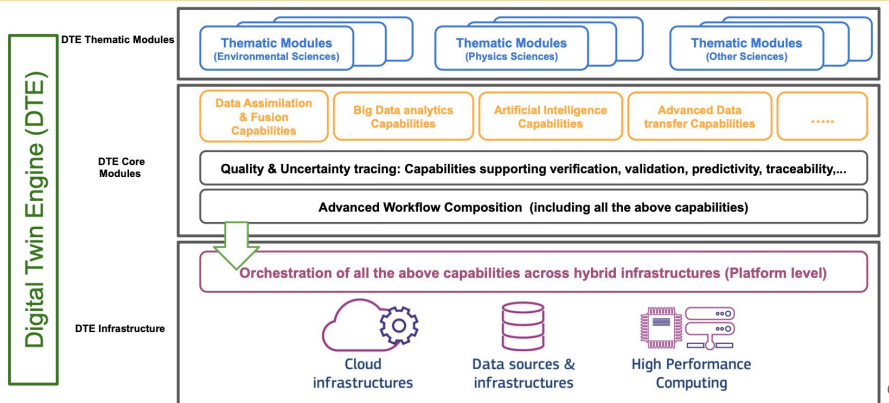 Digital Twin Engine (DTE)
DTE Thematic Modules
Thematic Modules
(Environmental Sciences)
Thematic Modules
(Physics Sciences)
Thematic Modules
(Other Sciences)
DTE Core
Modules
Data Assimilation
& Fusion
Capabilities
Big Data analytics
Capabilities
Artificial Intelligence
Capabilities
Advanced Data
transfer Capabilities
.....
Quality & Uncertainty tracing: Capabilities supporting verification, validation, predictivity, traceability,...
Advanced Workflow Composition (including all the above capabilities)
DTE Infrastructure
Orchestration of all the above capabilities across hybrid infrastructures (Platform level)
Cloud
infrastructures
Data sources &
infrastructures
High Performance
Computing